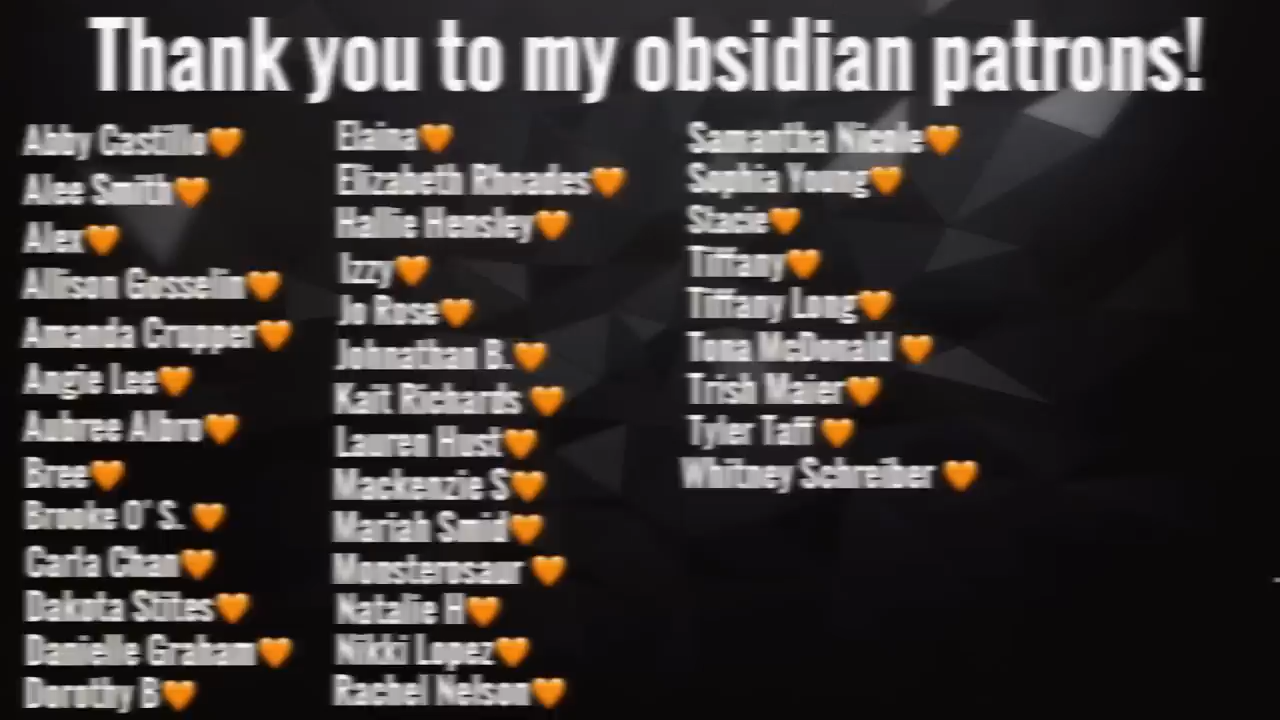 Thank you to my obsidian patrons!
Abby Castillo🧡
Alee Smith🧡
Alex🧡
Allison Gosselin🧡
Amanda Crupper🧡
Angie Lee🧡
Aubree Albro🧡
Bree🧡
Brooke O'S. 🧡
Carla Chan🧡
Dakota Stites🧡
Danielle Graham🧡
Dorothy B🧡
Elaina🧡
Elizabeth Rhoades🧡
Hallie Hensley🧡
Izzy🧡
Jo Rose🧡
Johnathan B.🧡
Kait Richards 🧡
Lauren Hust🧡
Mackenzie S🧡
Mariah Smid🧡
Monsterosaur 🧡
Natalie H🧡
Nikki Lopez🧡
Rachel Nelson🧡
Samantha Nicole🧡
Sophia Young🧡
Stacie🧡
Tiffany🧡
Tiffany Long🧡
Tona McDonald 🧡
Trish Maier🧡
Tyler Taff 🧡
Whitney Schreiber 🧡